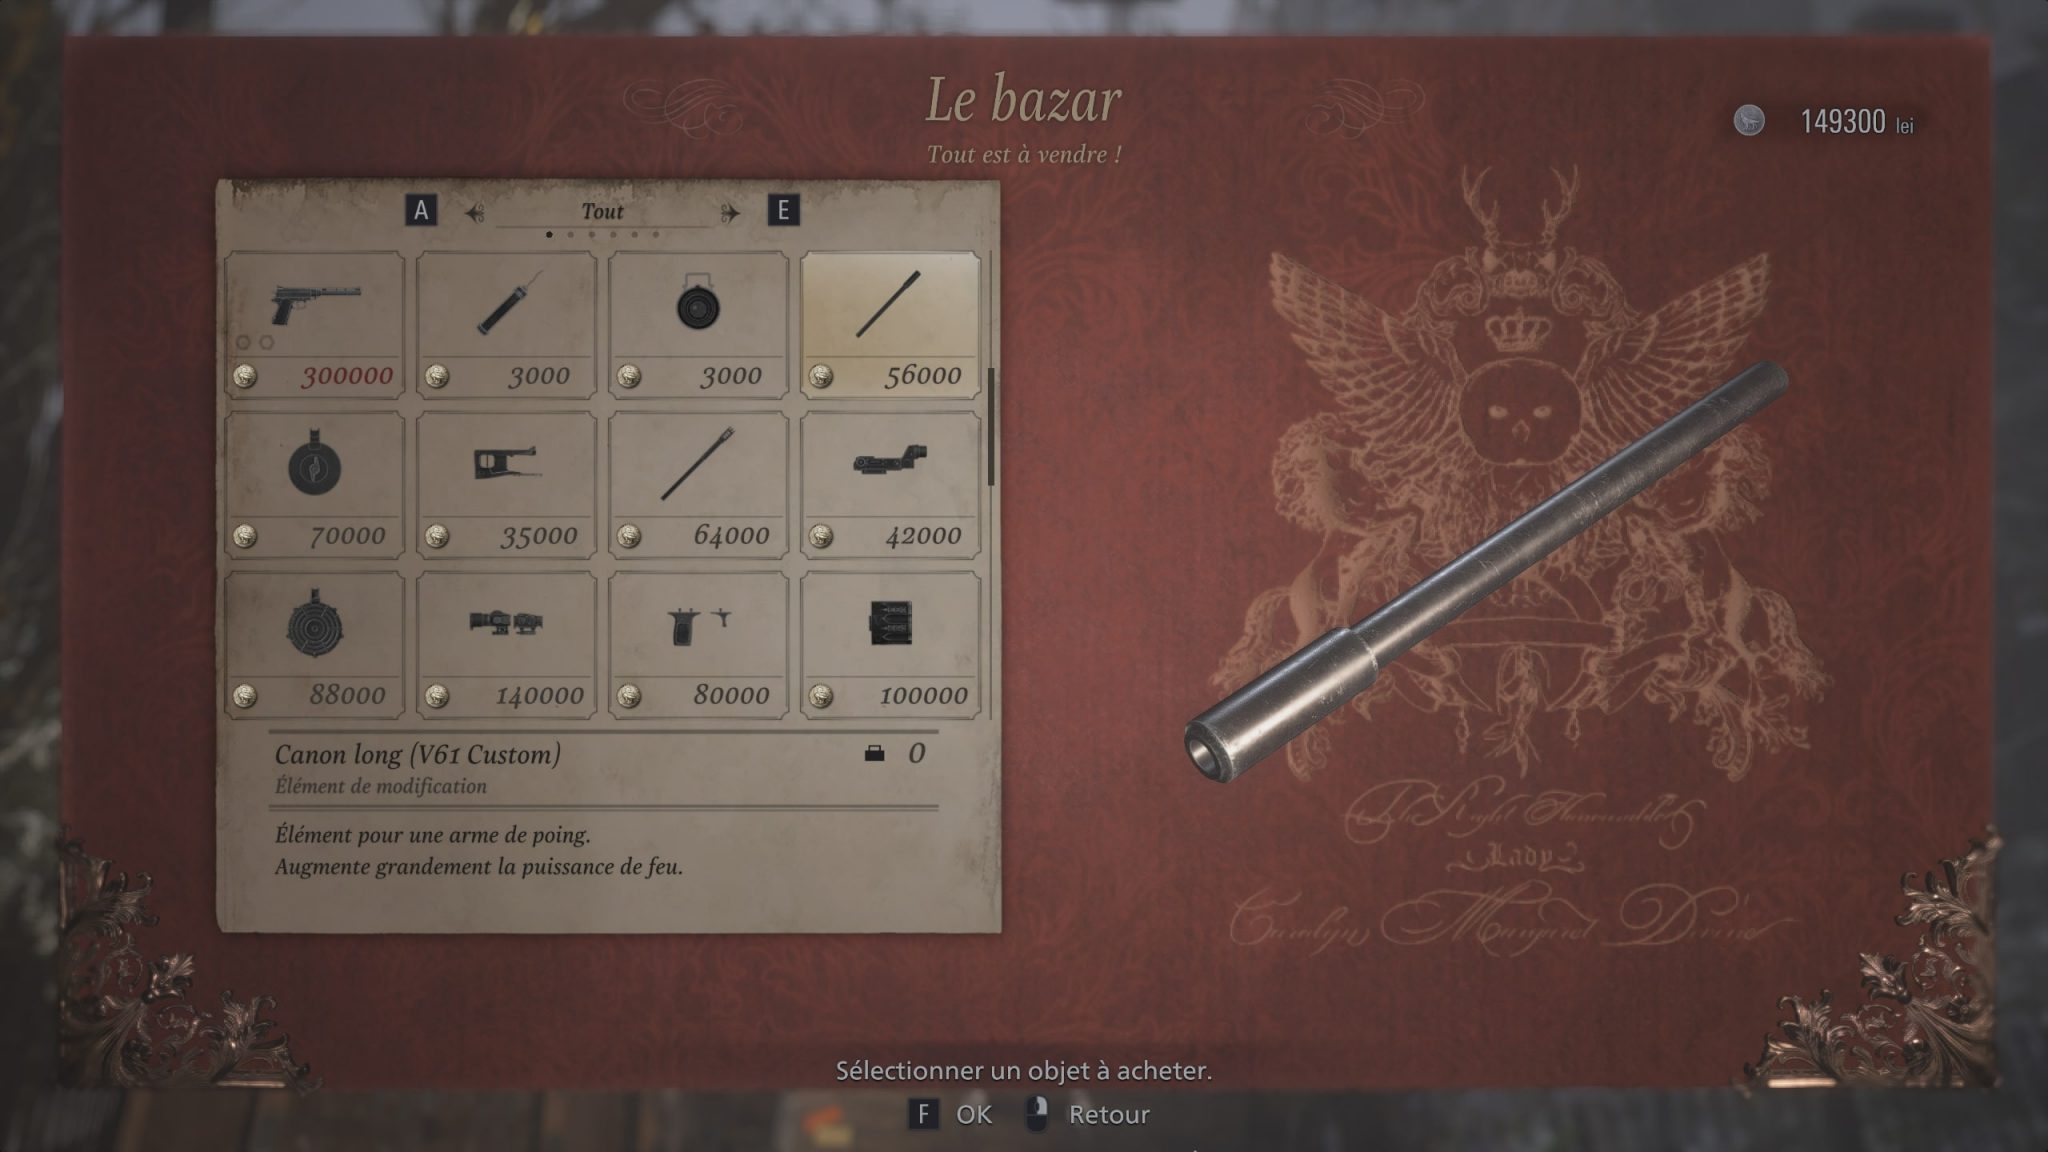 Le bazar
Tout est à vendre !
149300 lei
A Tout E
300000 3000 3000 56000
70000 35000 64000 42000
88000 140000 80000 100000
Canon long (V61 Custom) 0
Élément de modification
Élément pour une arme de poing.
Augmente grandement la puissance de feu.
Lady
Sélectionner un objet à acheter.
F OK Retour